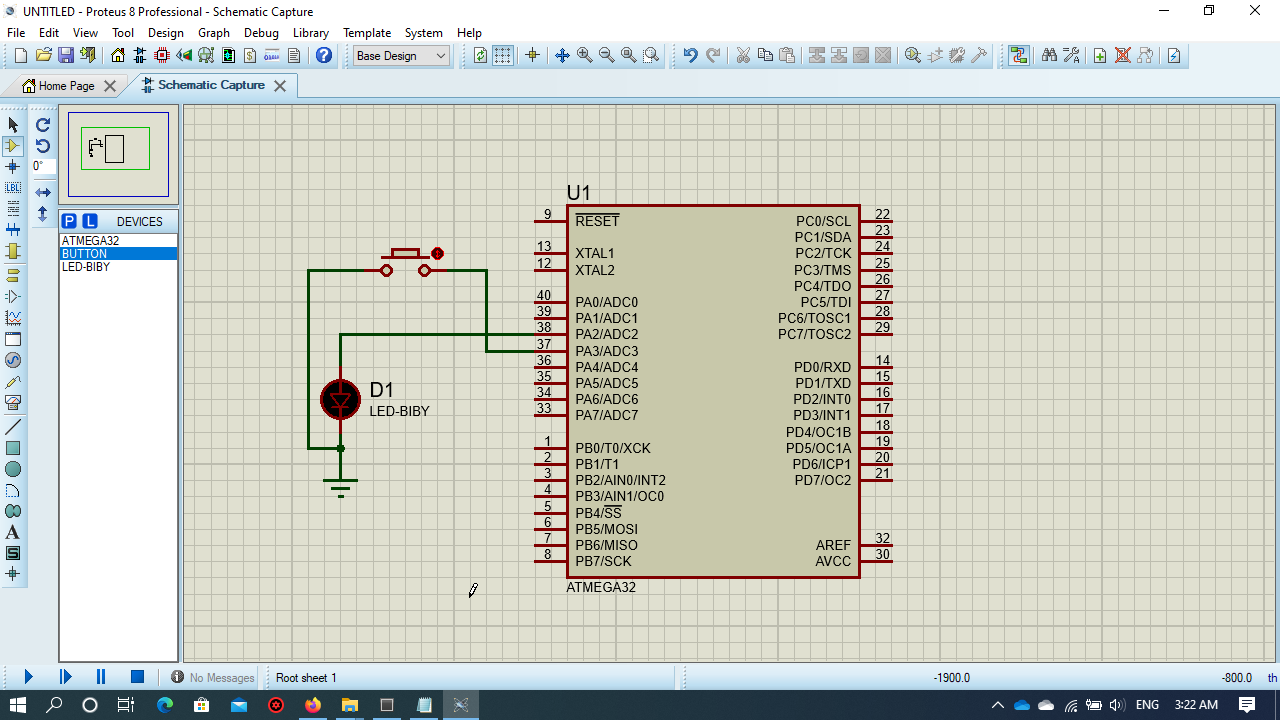 UNTITLED - Proteus 8 Professional - Schematic Capture
File Edit View Tool Design Graph Debug Library Template System Help
Base Design
Home Page
Schematic Capture
0°
P L DEVICES
ATMEGA32
BUTTON
LED-BIBY
LBL
A
S
D1
LED-BIBY
U1
9 RESET
13 XTAL1
12 XTAL2
40 PA0/ADC0
39 PA1/ADC1
38 PA2/ADC2
37 PA3/ADC3
36 PA4/ADC4
35 PA5/ADC5
34 PA6/ADC6
33 PA7/ADC7
1 PB0/T0/XCK
2 PB1/T1
3 PB2/AIN0/INT2
4 PB3/AIN1/OC0
5 PB4/SS
6 PB5/MOSI
7 PB6/MISO
8 PB7/SCK
PC0/SCL 22
PC1/SDA 23
PC2/TCK 24
PC3/TMS 25
PC4/TDO 26
PC5/TDI 27
PC6/TOSC1 28
PC7/TOSC2 29
PD0/RXD 14
PD1/TXD 15
PD2/INT0 16
PD3/INT1 17
PD4/OC1B 18
PD5/OC1A 19
PD6/ICP1 20
PD7/OC2 21
AREF 32
AVCC 30
ATMEGA32
No Messages
Root sheet 1
-1900.0
-800.0 th
ENG 3:22 AM